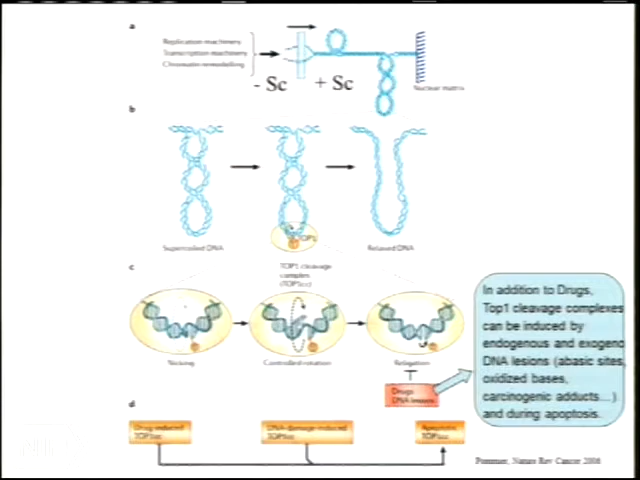 a
Replication machinery
Transcription machinery
Chromatin remodelling
- Sc
+ Sc
Nuclear matrix
b
Supercoiled DNA
TOP1
Relaxed DNA
c
TOP1 cleavage
complex
(TOP1cc)
Nicking
Controlled rotation
Religation
Drugs
DNA lesions
In addition to Drugs,
Top1 cleavage complexes
can be induced by
endogenous and exogeno
DNA lesions (abasic sites,
oxidized bases,
carcinogenic adducts...)
and during apoptosis.
d
Drug-induced
TOP1cc
DNA-damage-induced
TOP1cc
Apoptotic
TOP1cc
Pommier, Nature Rev Cancer 2006